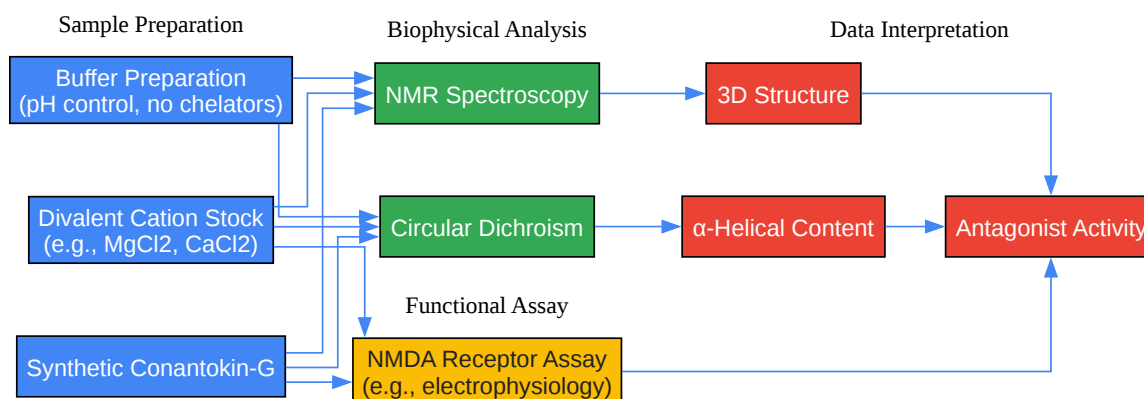 Sample Preparation
Biophysical Analysis
Data Interpretation
Buffer Preparation
(pH control, no chelators)
NMR Spectroscopy
3D Structure
Divalent Cation Stock
(e.g., MgCl2, CaCl2)
Circular Dichroism
α-Helical Content
Antagonist Activity
Functional Assay
Synthetic Conantokin-G
NMDA Receptor Assay
(e.g., electrophysiology)